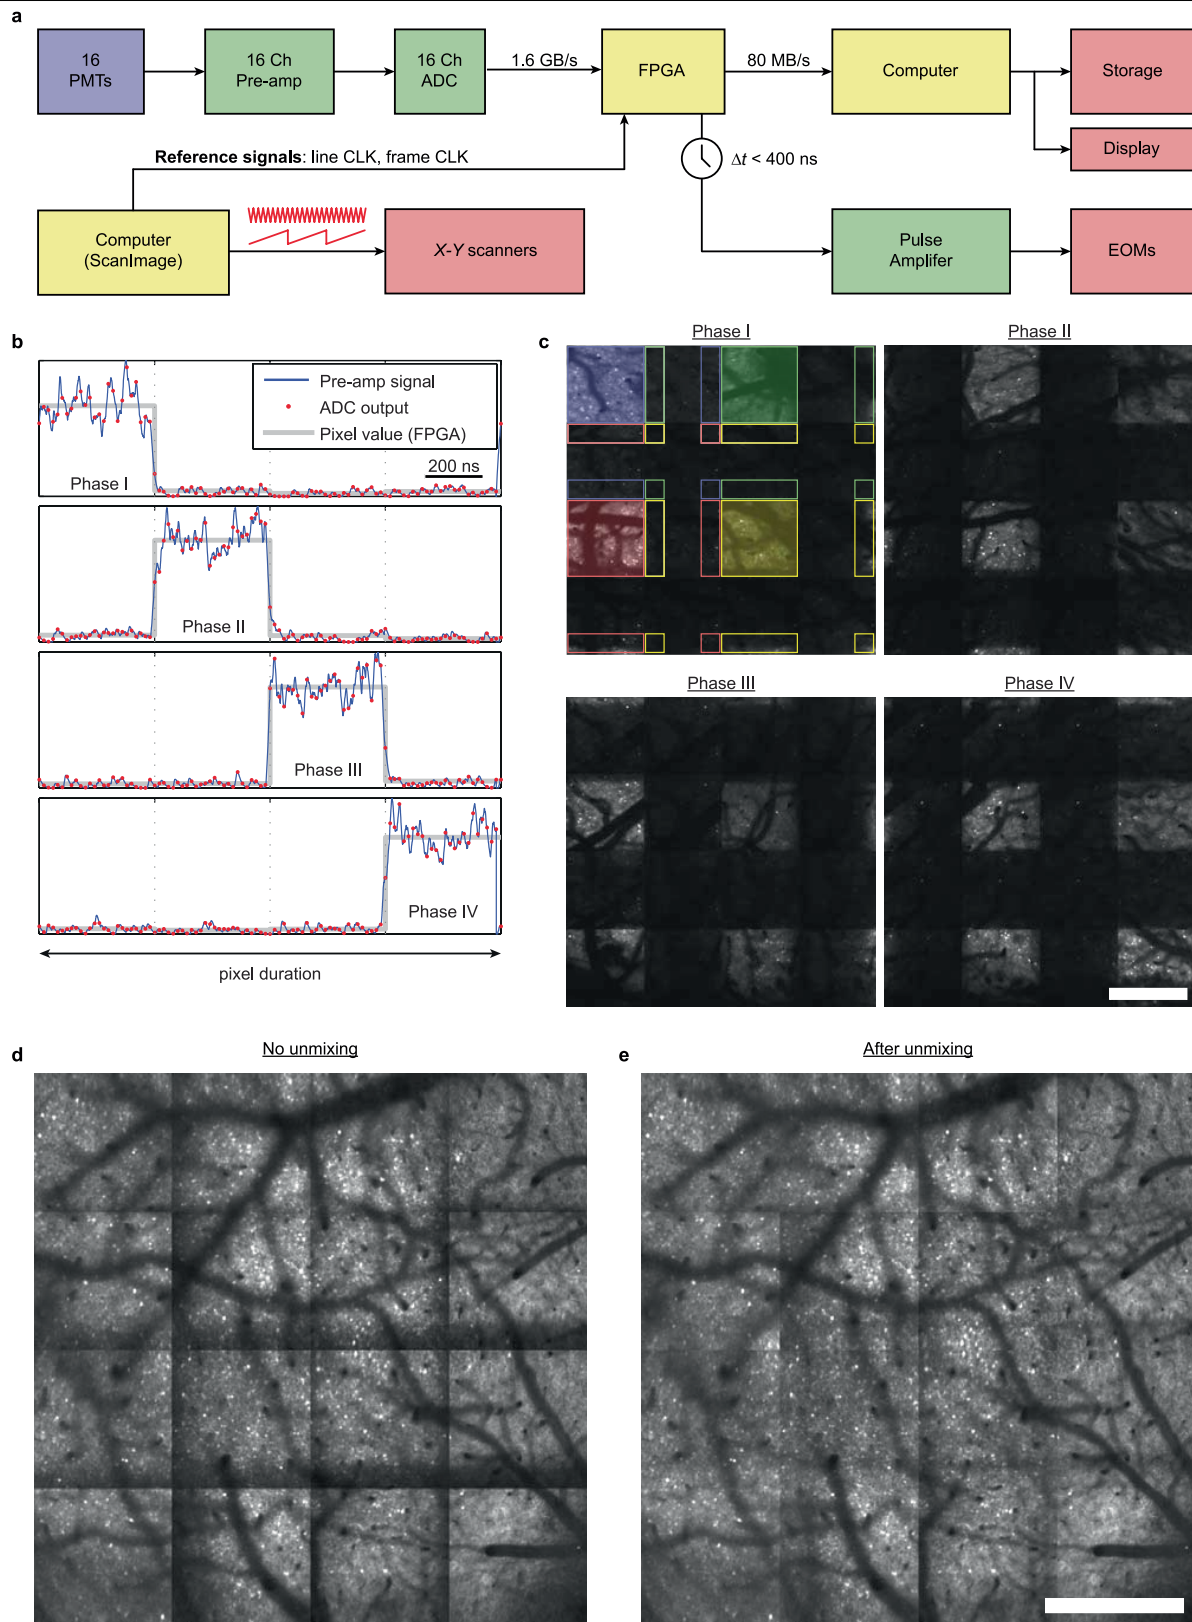 a
16
PMTs
16 Ch
Pre-amp
16 Ch
ADC
1.6 GB/s
FPGA
80 MB/s
Computer
Storage
Display
Reference signals: line CLK, frame CLK
Δt < 400 ns
Computer
(ScanImage)
X-Y scanners
Pulse
Amplifer
EOMs
b
Pre-amp signal
ADC output
Pixel value (FPGA)
200 ns
Phase I
Phase II
Phase III
Phase IV
pixel duration
c
Phase I
Phase II
Phase III
Phase IV
d
No unmixing
e
After unmixing